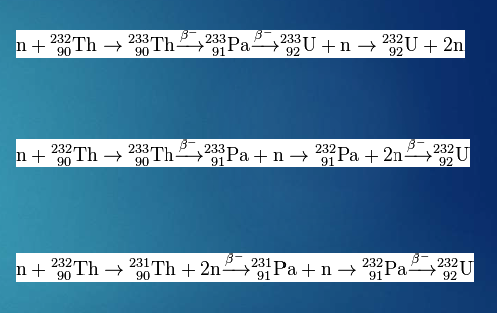 n + ²³²₉₀Th → ²³³₉₀Th —β⁻→ ²³³₉₁Pa —β⁻→ ²³³₉₂U + n → ²³²₉₂U + 2n
n + ²³²₉₀Th → ²³³₉₀Th —β⁻→ ²³³₉₁Pa + n → ²³²₉₁Pa + 2n —β⁻→ ²³²₉₂U
n + ²³²₉₀Th → ²³¹₉₀Th + 2n —β⁻→ ²³¹₉₁Pa + n → ²³²₉₁Pa —β⁻→ ²³²₉₂U